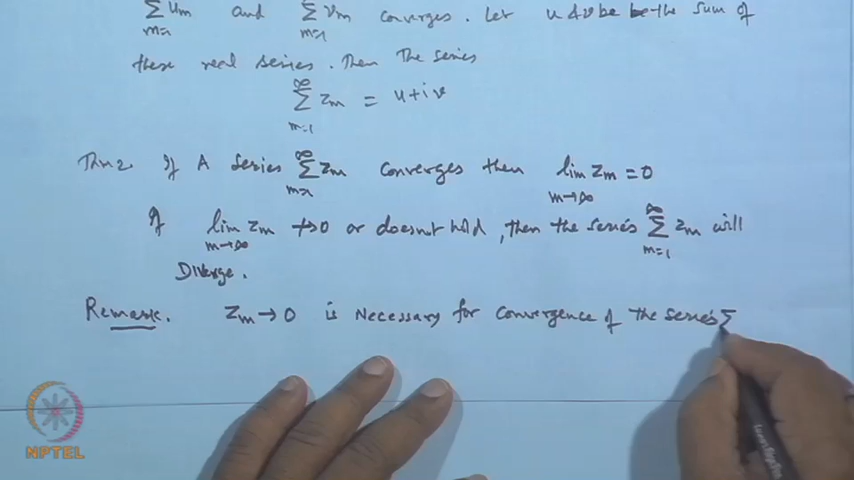 ∞∑m=1 um and ∑m=1 vm converges. Let u & v be the sum of
these real series. Then The series
∞∑m=1 zm = u+iv
Thm2. If A series ∞∑m=1 zm converges then lim m→∞ zm = 0
If lim m→∞ zm ↛ 0 or doesnot hold, then the series ∞∑m=1 zm will
Diverge.
Remark. zm → 0 is Necessary for convergence of the series ∑
NPTEL